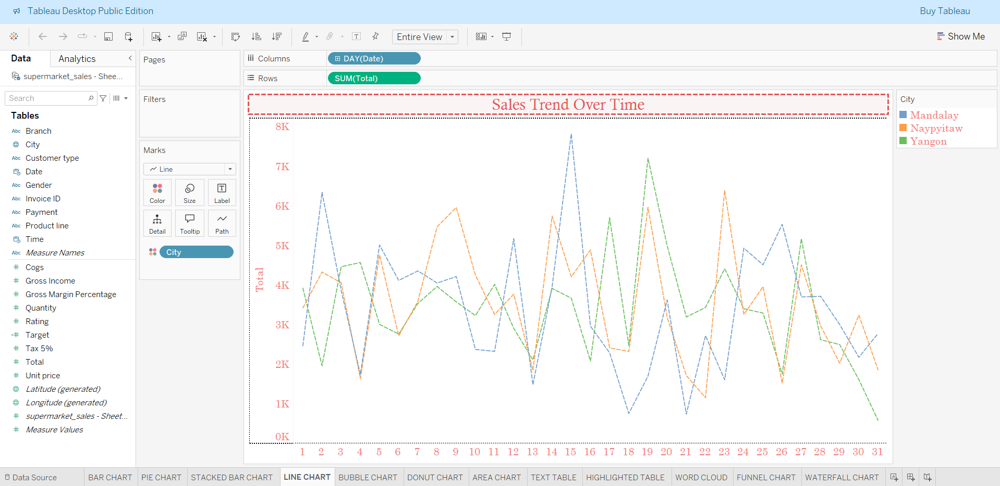 Tableau Desktop Public Edition
Buy Tableau
Entire View
Show Me
Data
Analytics
supermarket_sales - Shee...
Search
Tables
Abc Branch
City
Abc Customer type
Date
Abc Gender
Abc Invoice ID
Abc Payment
Abc Product line
Time
Abc Measure Names
# Cogs
# Gross Income
# Gross Margin Percentage
# Quantity
# Rating
=# Target
# Tax 5%
# Total
# Unit price
Latitude (generated)
Longitude (generated)
# supermarket_sales - Sheet...
# Measure Values
Pages
Filters
Marks
Line
Color
Size
Label
Detail
Tooltip
Path
City
Columns
DAY(Date)
Rows
SUM(Total)
Sales Trend Over Time
Total
8K
7K
6K
5K
4K
3K
2K
1K
0K
1 2 3 4 5 6 7 8 9 10 11 12 13 14 15 16 17 18 19 20 21 22 23 24 25 26 27 28 29 30 31
City
Mandalay
Naypyitaw
Yangon
Data Source
BAR CHART
PIE CHART
STACKED BAR CHART
LINE CHART
BUBBLE CHART
DONUT CHART
AREA CHART
TEXT TABLE
HIGHLIGHTED TABLE
WORD CLOUD
FUNNEL CHART
WATERFALL CHART